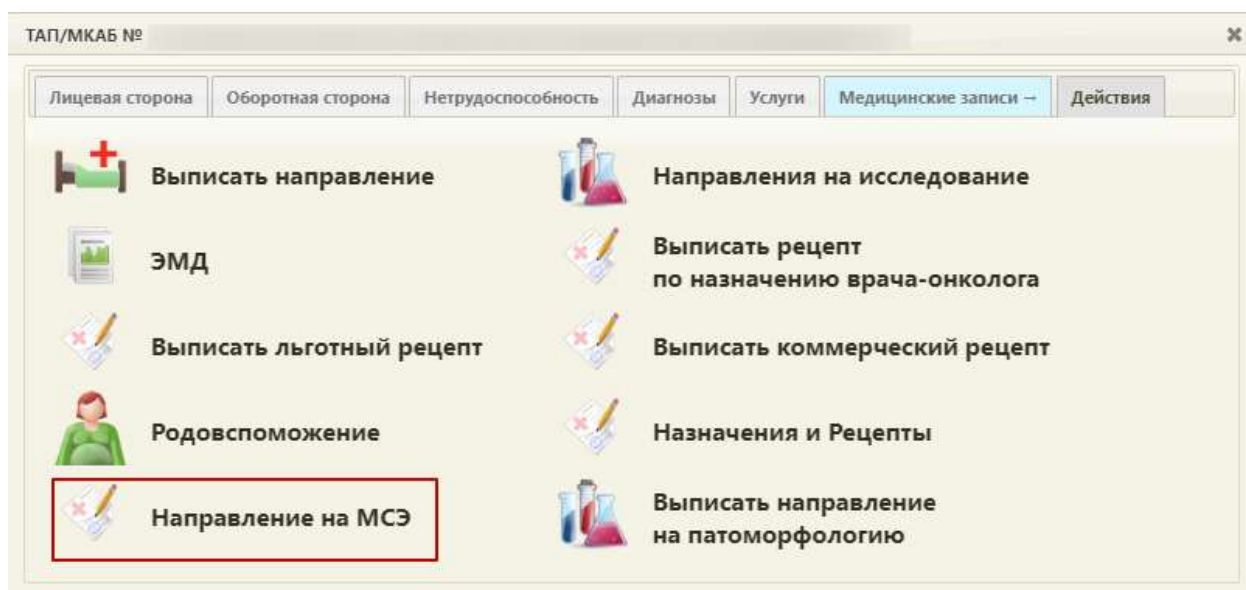 ТАП/МКАБ №
Лицевая сторона Оборотная сторона Нетрудоспособность Диагнозы Услуги Медицинские записи → Действия
Выписать направление
Направления на исследование
ЭМД
Выписать рецепт
по назначению врача-онколога
Выписать льготный рецепт
Выписать коммерческий рецепт
Родовспоможение
Назначения и Рецепты
Направление на МСЭ
Выписать направление
на патоморфологию